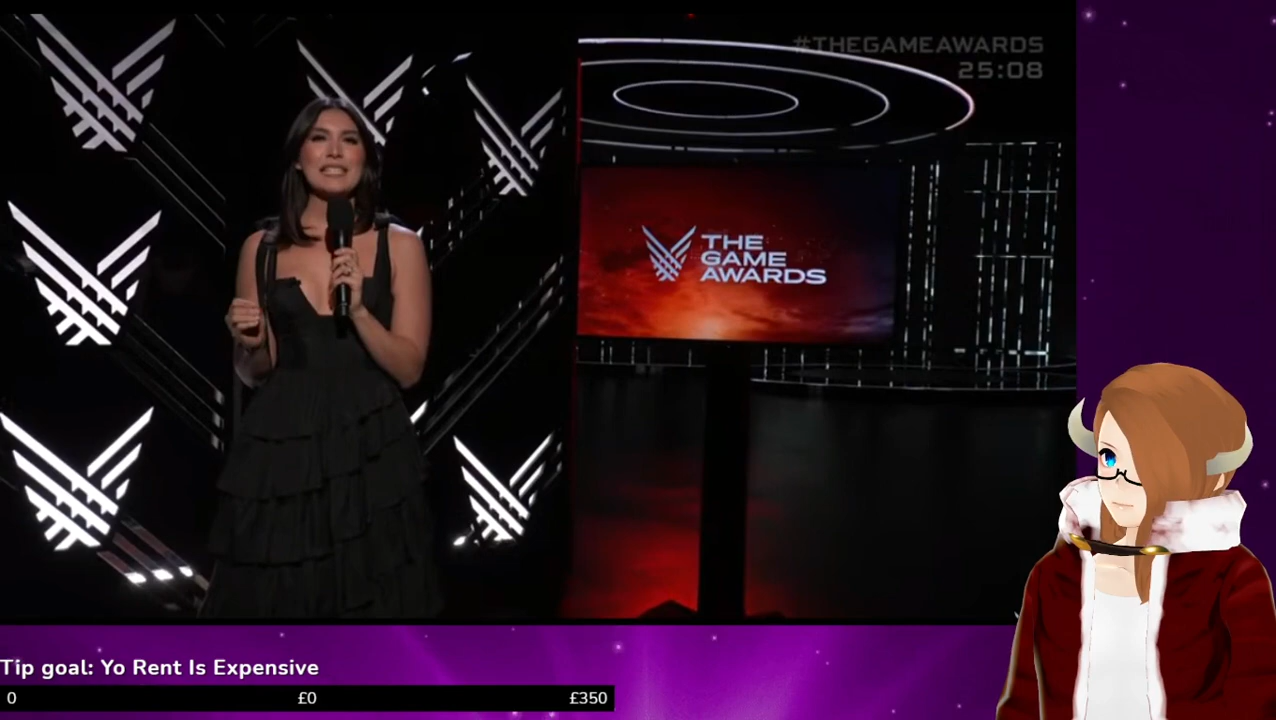 #THEGAMEAWARDS
25:08
THE
GAME
AWARDS
Tip goal: Yo Rent Is Expensive
0 £0 £350